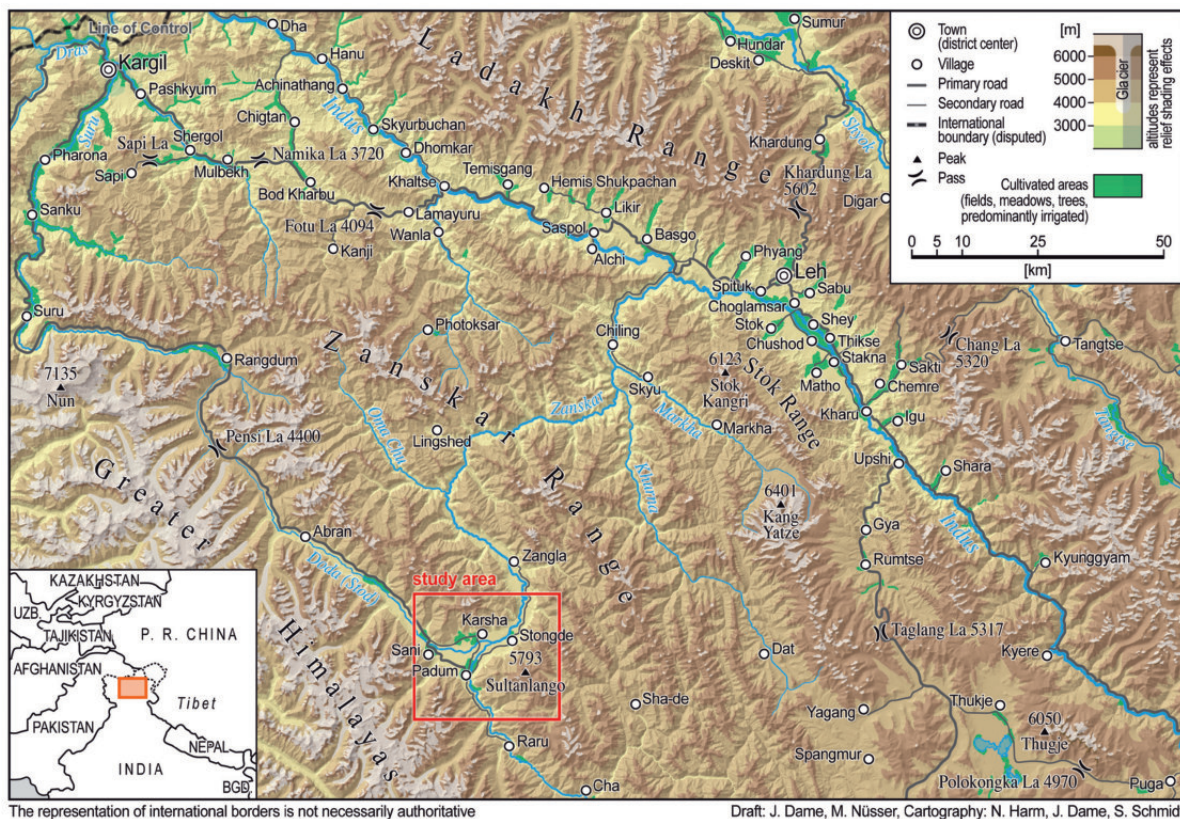 Line of Control
Dras
Kargil
Suru
Pharona
Sanku
Suru
Pashkyum
Sapi La
Sapi
Shergol
Mulbekh
Namika La 3720
Chigtan
Bod Kharbu
Fotu La 4094
Kanji
Dha
Hanu
Achinathang
Indus
Skyurbuchan
Dhomkar
Khaltse
Lamayuru
Wanla
Temisgang
Hemis Shukpachan
Likir
Saspol
Alchi
Basgo
Ladakh Range
Sumur
Hundar
Deskit
Shyok
Khardung
Khardung La
5602
Digar
Phyang
Leh
Spituk
Sabu
Choglamsar
Stok
Shey
Chushod
Thikse
Stakna
Matho
Sakti
Chemre
Kharu
Igu
Chang La
5320
Tangtse
Tangtse
Upshi
Shara
6123
Stok
Kangri
Stok Range
Chiling
Skyu
Markha
Markha
Zanskar
Kharna
6401
Kang
Yatze
Photoksar
Zanskar Range
Lingshed
Oma Chu
Rangdum
7135
Nun
Pensi La 4400
Greater Himalayas
Abran
Doda (Stod)
Zangla
study area
Karsha
Stongde
Sani
Padum
5793
Sultanlango
Raru
Cha
Sha-de
Dat
Gya
Rumtse
Indus
Kyunggyam
Taglang La 5317
Kyere
Yagang
Spangmur
Thukje
6050
Thugje
Polokongka La 4970
Puga
Town
(district center)
Village
Primary road
Secondary road
International
boundary (disputed)
Peak
Pass
[m]
6000
5000
4000
3000
Glacier
altitudes represent
relief shading effects
Cultivated areas
(fields, meadows, trees,
predominantly irrigated)
0 5 10 25 50
[km]
KAZAKHSTAN
KYRGYZSTAN
UZB.
TAJIKISTAN
P. R. CHINA
AFGHANISTAN
Tibet
PAKISTAN
NEPAL
INDIA
BGD.
The representation of international borders is not necessarily authoritative
Draft: J. Dame, M. Nüsser, Cartography: N. Harm, J. Dame, S. Schmidt